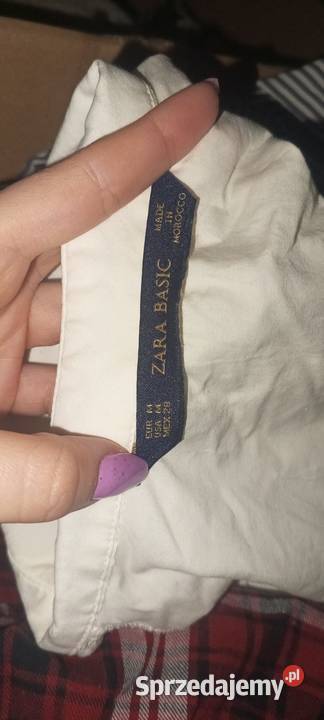 MADE
IN
MOROCCO
ZARA BASIC
EUR M
USA M
MEX 28
Sprzedajemy.pl